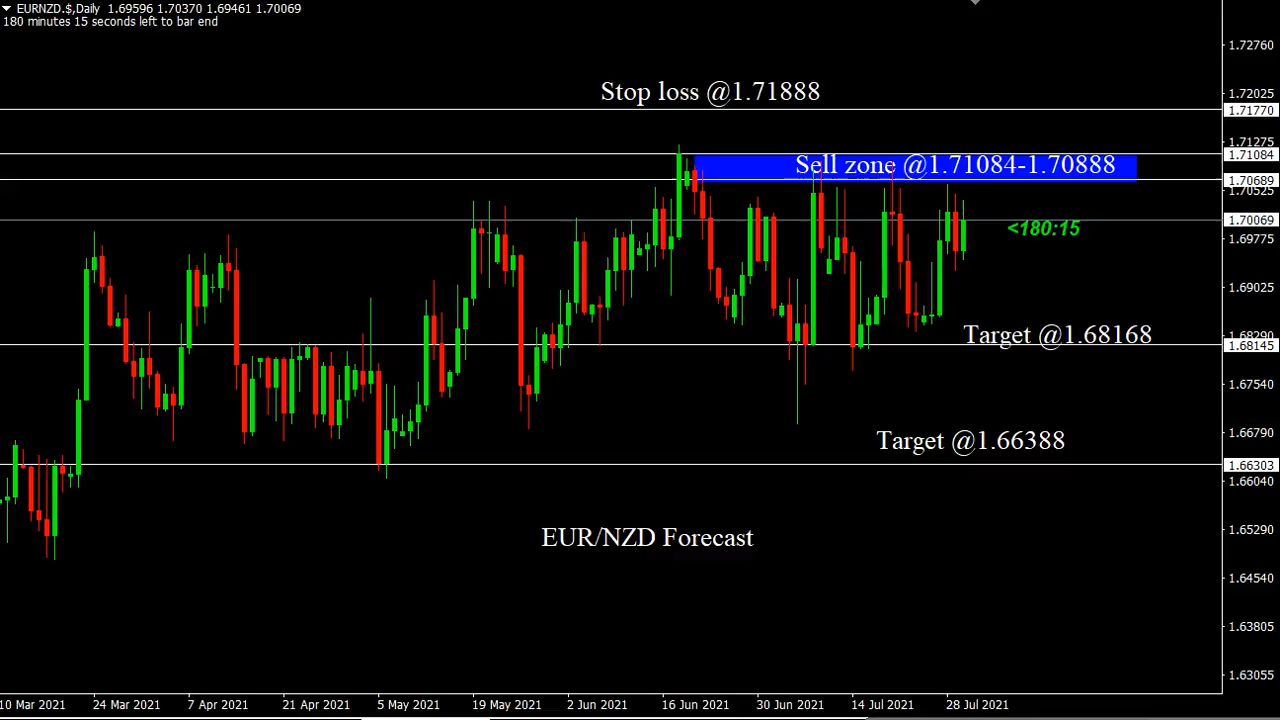 EURNZD.$,Daily 1.69596 1.70370 1.69461 1.70069
180 minutes 15 seconds left to bar end
1.72760
Stop loss @1.71888
1.72025
1.71770
1.71275
1.71084
Sell zone @1.71084-1.70888
1.70689
1.70525
1.70069
<180:15
1.69775
1.69025
Target @1.68168
1.68290
1.68145
1.67540
1.66790
Target @1.66388
1.66303
1.66040
1.65290
EUR/NZD Forecast
1.64540
1.63805
1.63055
10 Mar 2021 24 Mar 2021 7 Apr 2021 21 Apr 2021 5 May 2021 19 May 2021 2 Jun 2021 16 Jun 2021 30 Jun 2021 14 Jul 2021 28 Jul 2021